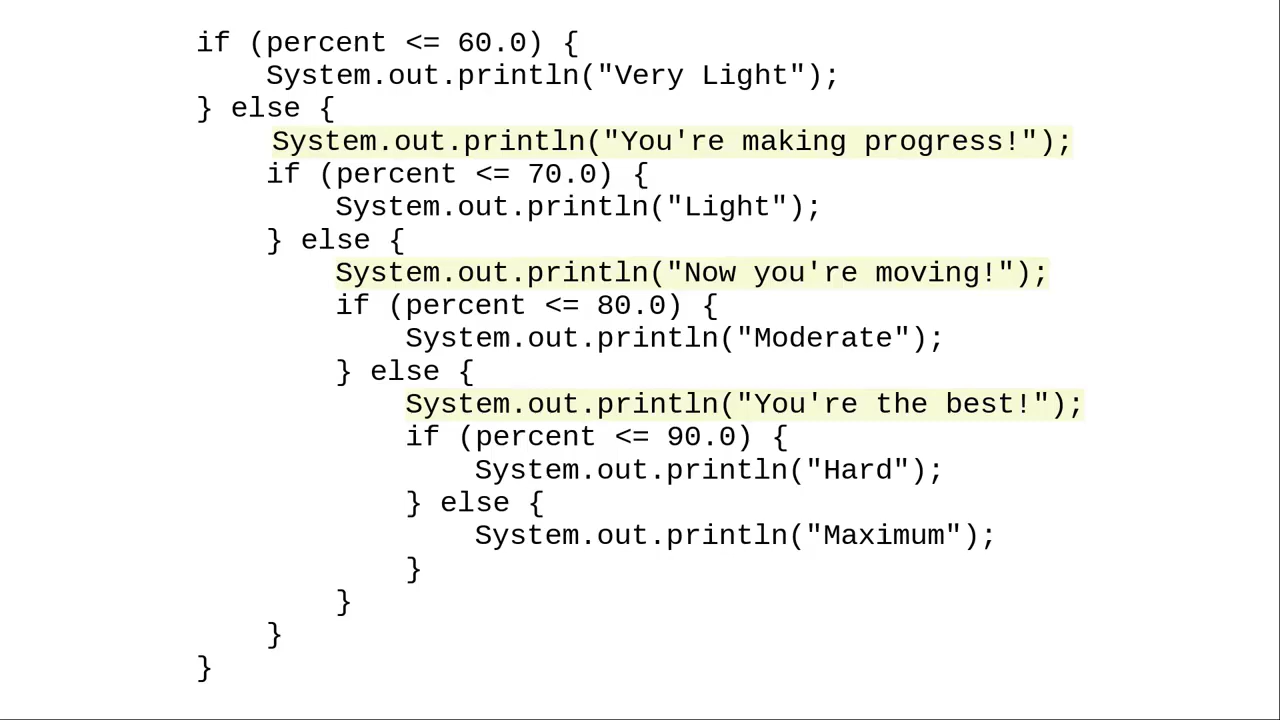 if (percent <= 60.0) {
    System.out.println("Very Light");
} else {
    System.out.println("You're making progress!");
    if (percent <= 70.0) {
        System.out.println("Light");
    } else {
        System.out.println("Now you're moving!");
        if (percent <= 80.0) {
            System.out.println("Moderate");
        } else {
            System.out.println("You're the best!");
            if (percent <= 90.0) {
                System.out.println("Hard");
            } else {
                System.out.println("Maximum");
            }
        }
    }
}